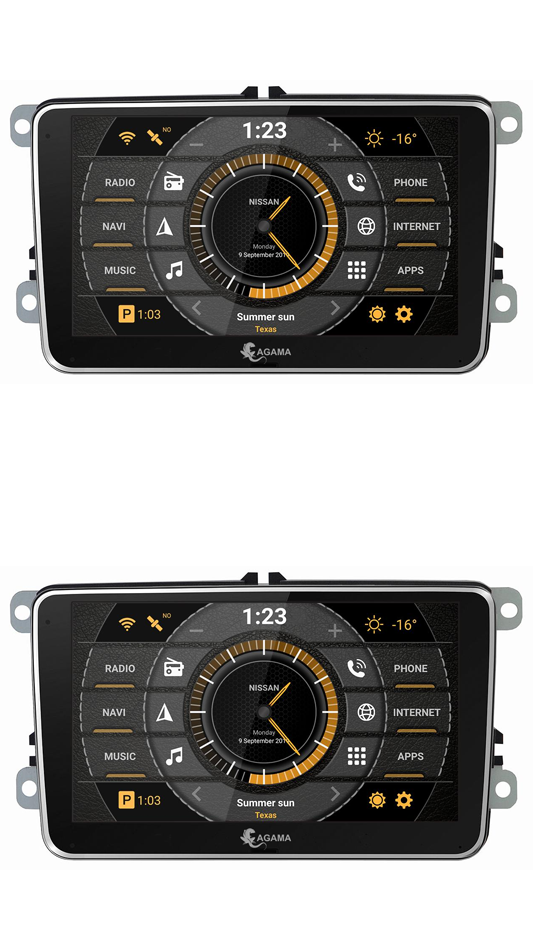 1:23
NO
-16°
RADIO
PHONE
NISSAN
NAVI
INTERNET
Monday
9 September 2019
MUSIC
APPS
P 1:03
Summer sun
Texas
AGAMA
1:23
NO
-16°
RADIO
PHONE
NISSAN
NAVI
INTERNET
Monday
9 September 2019
MUSIC
APPS
P 1:03
Summer sun
Texas
AGAMA